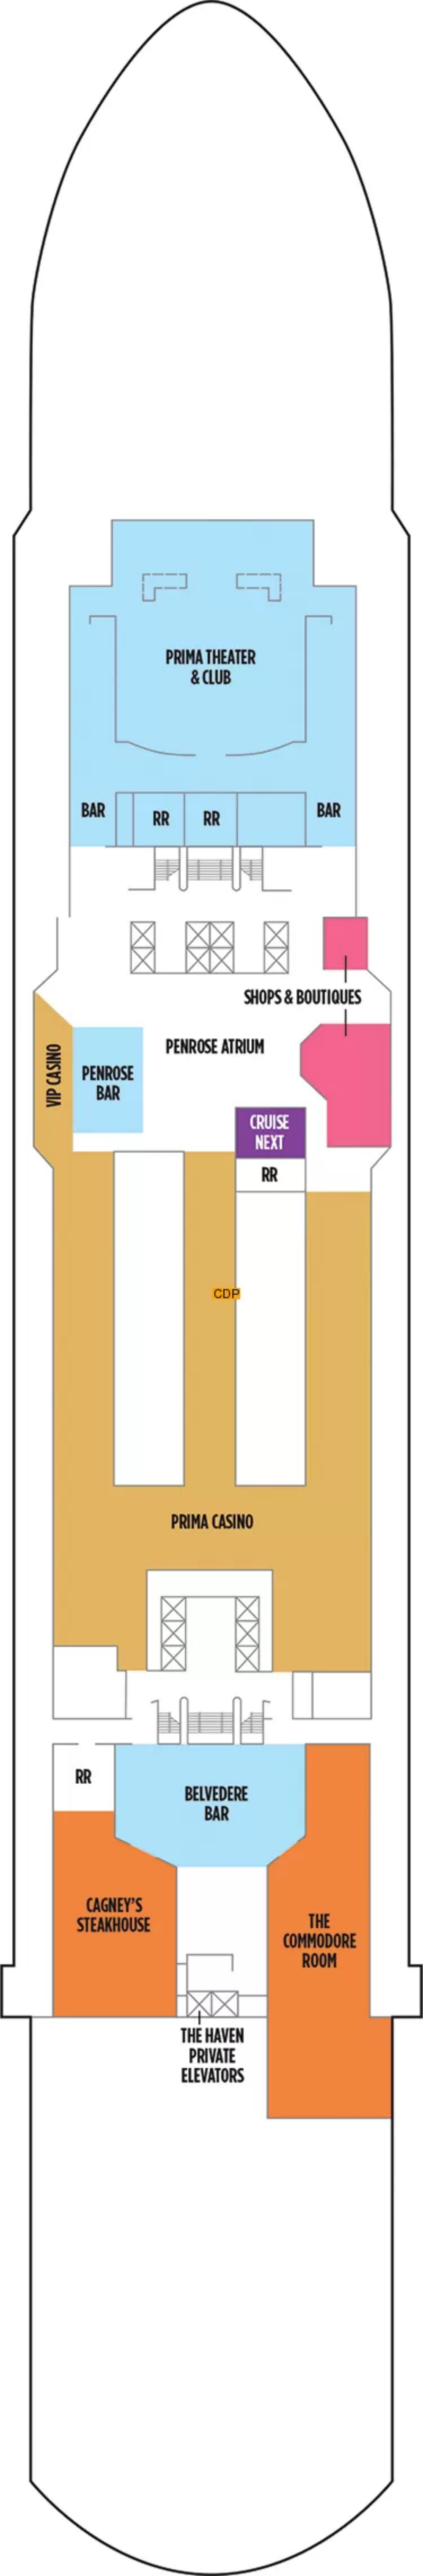 PRIMA THEATER
& CLUB
BAR
RR
RR
BAR
SHOPS & BOUTIQUES
VIP CASINO
PENROSE
BAR
PENROSE ATRIUM
CRUISE
NEXT
RR
CDP
PRIMA CASINO
RR
BELVEDERE
BAR
CAGNEY'S
STEAKHOUSE
THE
COMMODORE
ROOM
THE HAVEN
PRIVATE
ELEVATORS